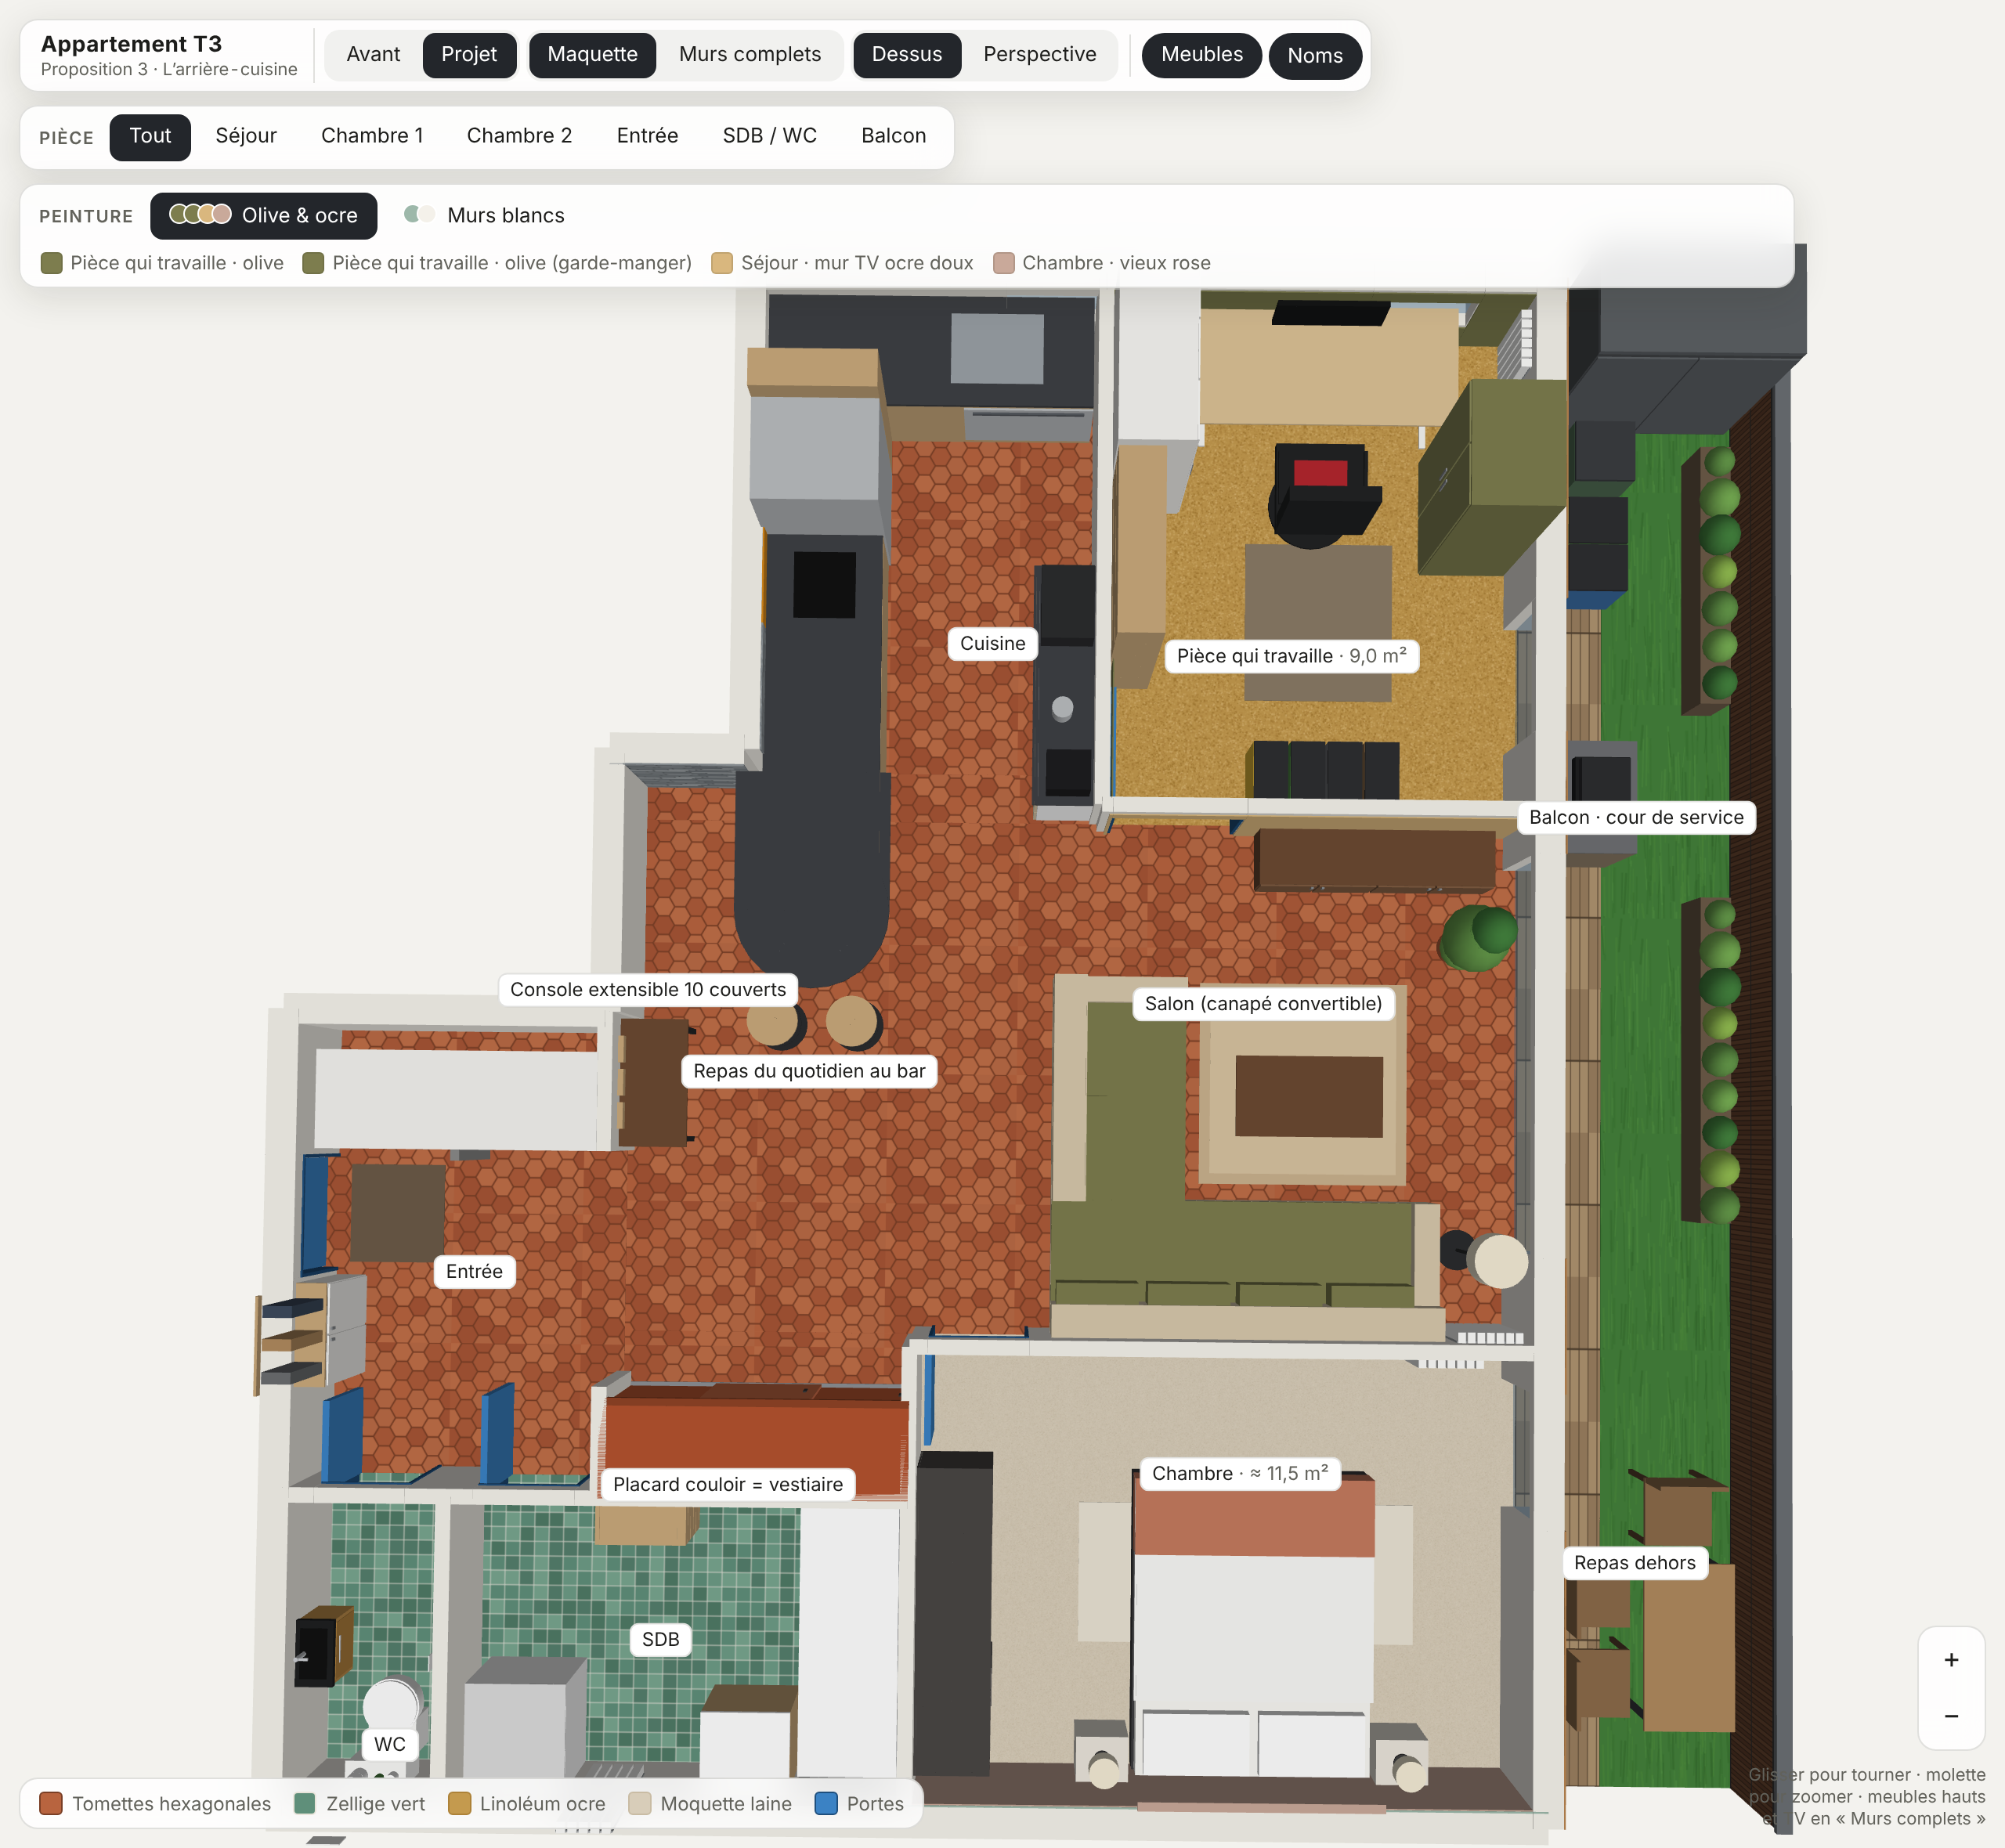 Appartement T3
Proposition 3 · L'arrière-cuisine
Avant
Projet
Maquette
Murs complets
Dessus
Perspective
Meubles
Noms
PIÈCE
Tout
Séjour
Chambre 1
Chambre 2
Entrée
SDB / WC
Balcon
PEINTURE
Olive & ocre
Murs blancs
Pièce qui travaille · olive
Pièce qui travaille · olive (garde-manger)
Séjour · mur TV ocre doux
Chambre · vieux rose
Cuisine
Pièce qui travaille · 9,0 m²
Balcon · cour de service
Console extensible 10 couverts
Salon (canapé convertible)
Repas du quotidien au bar
Entrée
Placard couloir = vestiaire
Chambre · ≈ 11,5 m²
Repas dehors
SDB
WC
+
−
Tomettes hexagonales
Zellige vert
Linoléum ocre
Moquette laine
Portes
Glisser pour tourner · molette
pour zoomer · meubles hauts
et TV en « Murs complets »